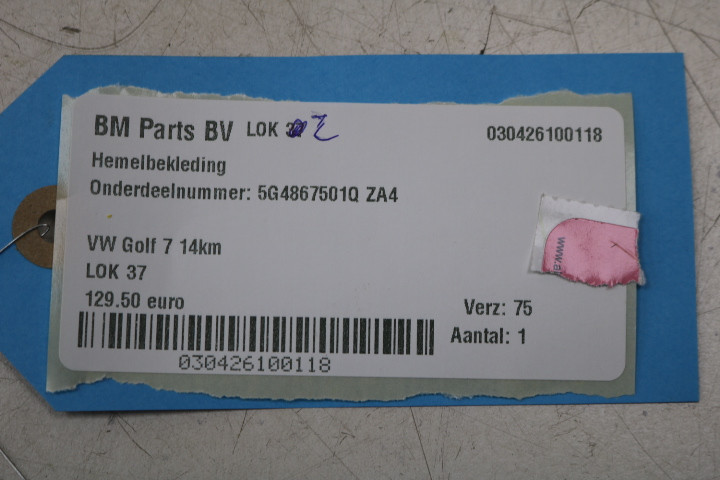 BM Parts BV LOK
030426100118
Hemelbekleding
Onderdeelnummer: 5G4867501Q ZA4
VW Golf 7 14km
LOK 37
129.50 euro
Verz: 75
Aantal: 1
030426100118